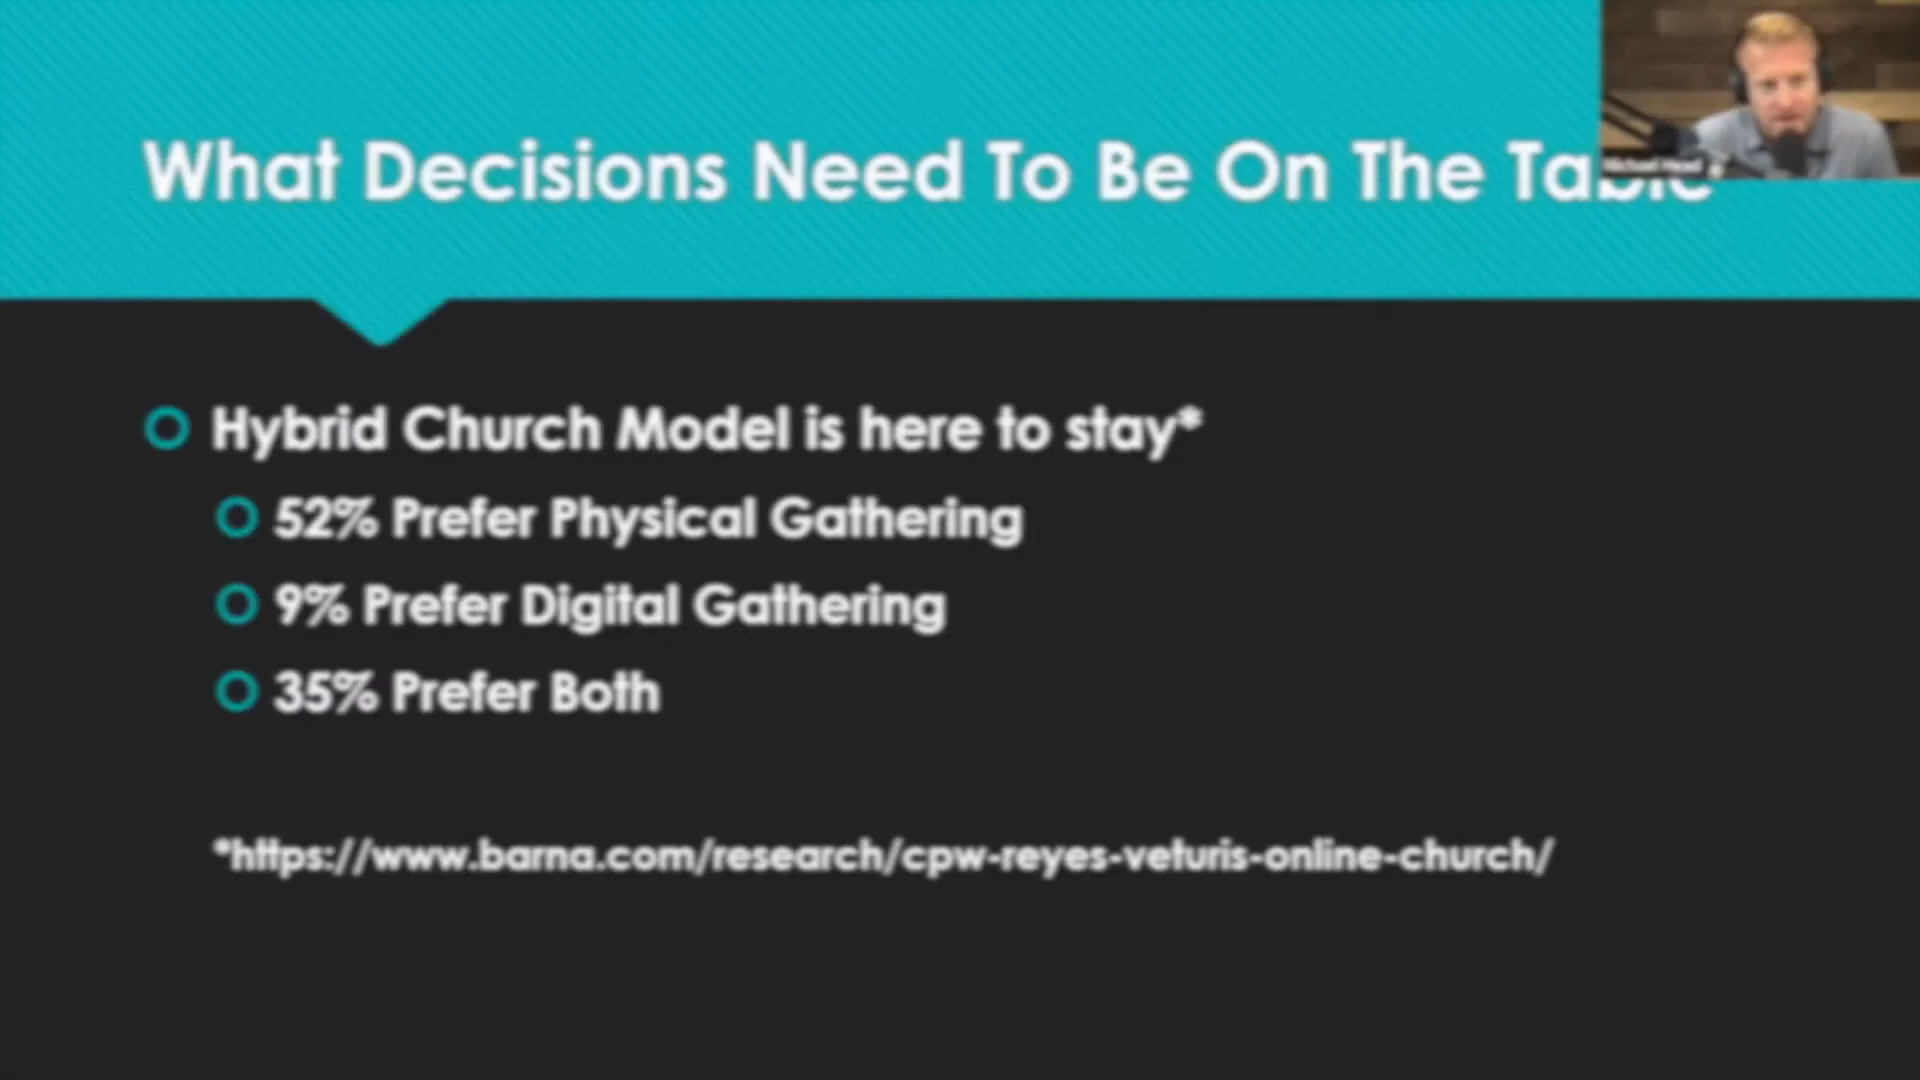 What Decisions Need To Be On The Table
Hybrid Church Model is here to stay*
52% Prefer Physical Gathering
9% Prefer Digital Gathering
35% Prefer Both
*https://www.barna.com/research/cpw-reyes-veturis-online-church/